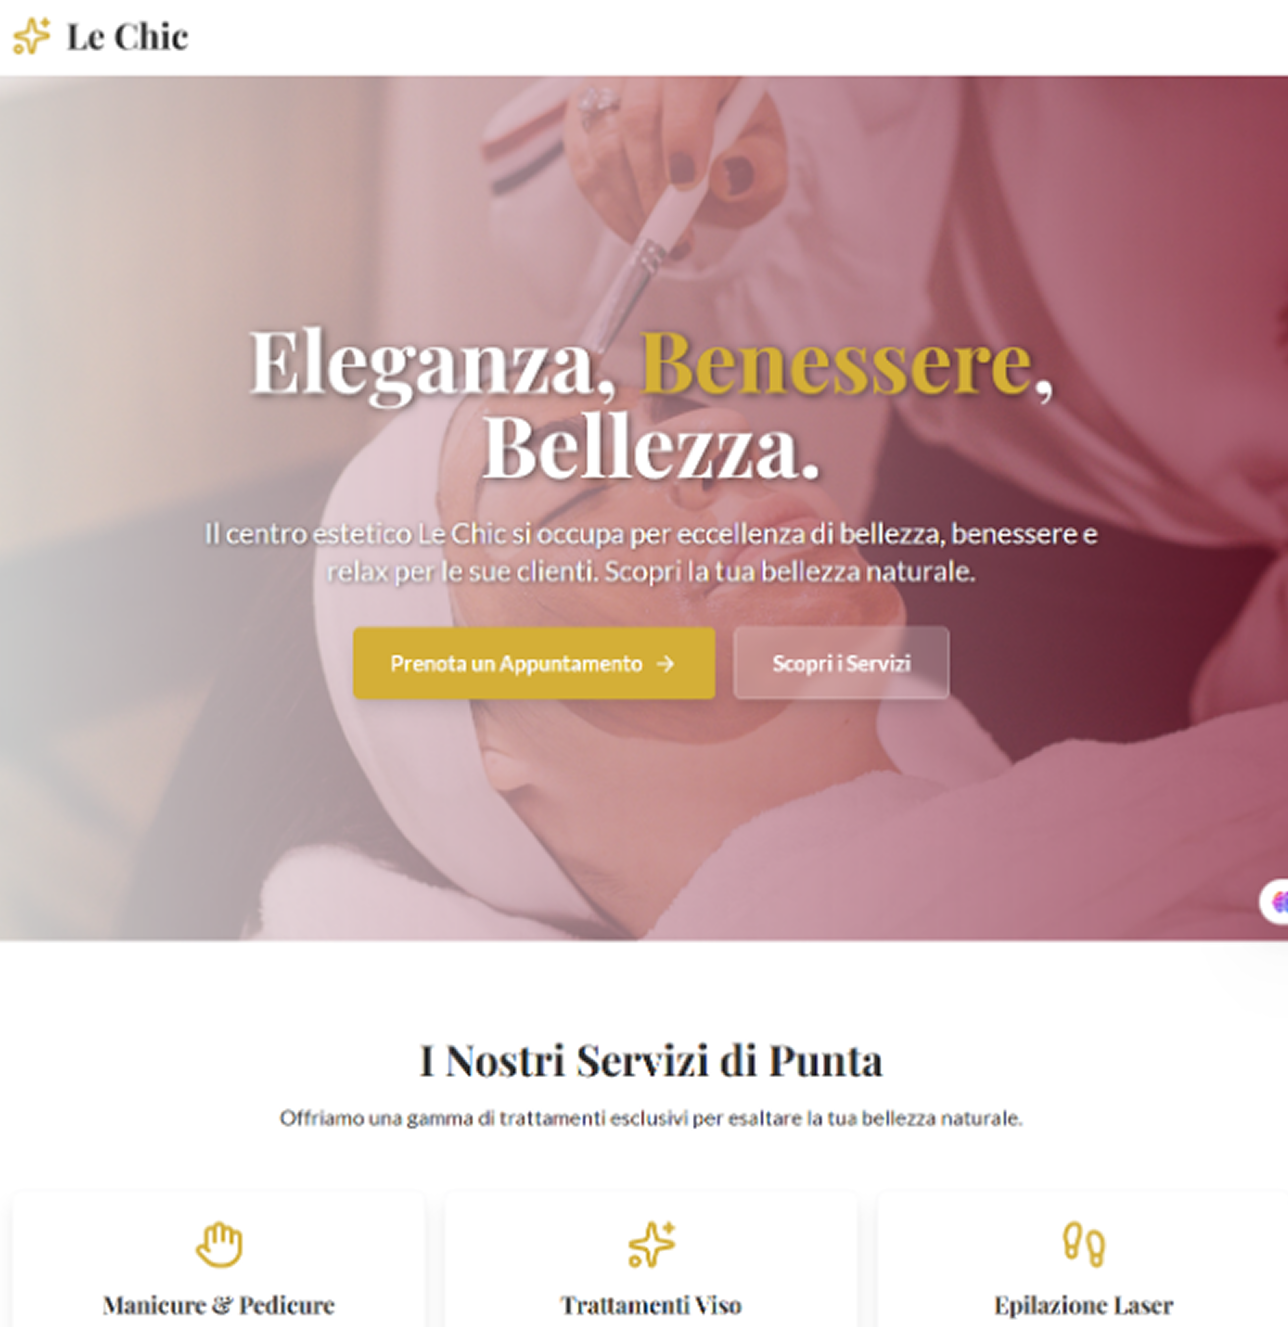 Le Chic
Eleganza, Benessere,
Bellezza.
Il centro estetico Le Chic si occupa per eccellenza di bellezza, benessere e
relax per le sue clienti. Scopri la tua bellezza naturale.
Prenota un Appuntamento →
Scopri i Servizi
I Nostri Servizi di Punta
Offriamo una gamma di trattamenti esclusivi per esaltare la tua bellezza naturale.
Manicure & Pedicure
Trattamenti Viso
Epilazione Laser